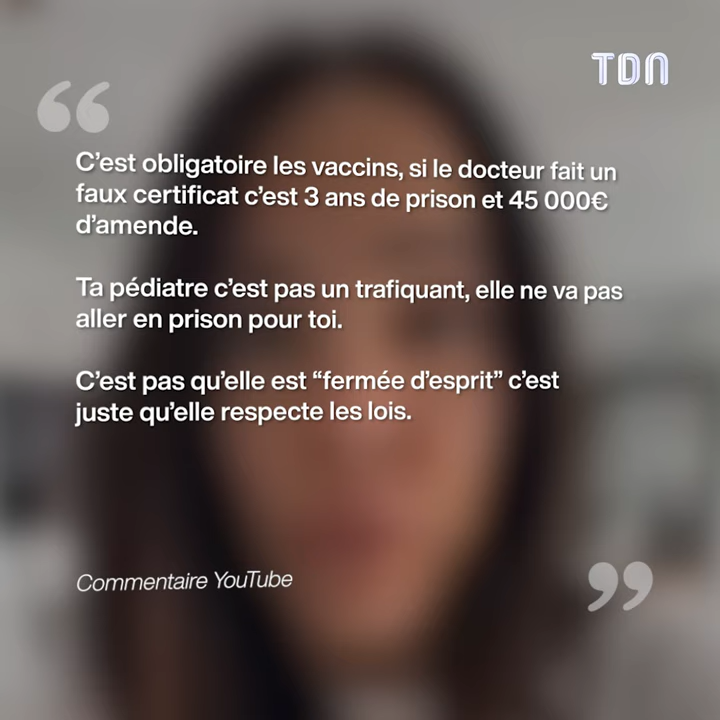 TDN
“
C’est obligatoire les vaccins, si le docteur fait un
faux certificat c’est 3 ans de prison et 45 000€
d’amende.
Ta pédiatre c’est pas un trafiquant, elle ne va pas
aller en prison pour toi.
C’est pas qu’elle est “fermée d’esprit” c’est
juste qu’elle respecte les lois.
Commentaire YouTube
”